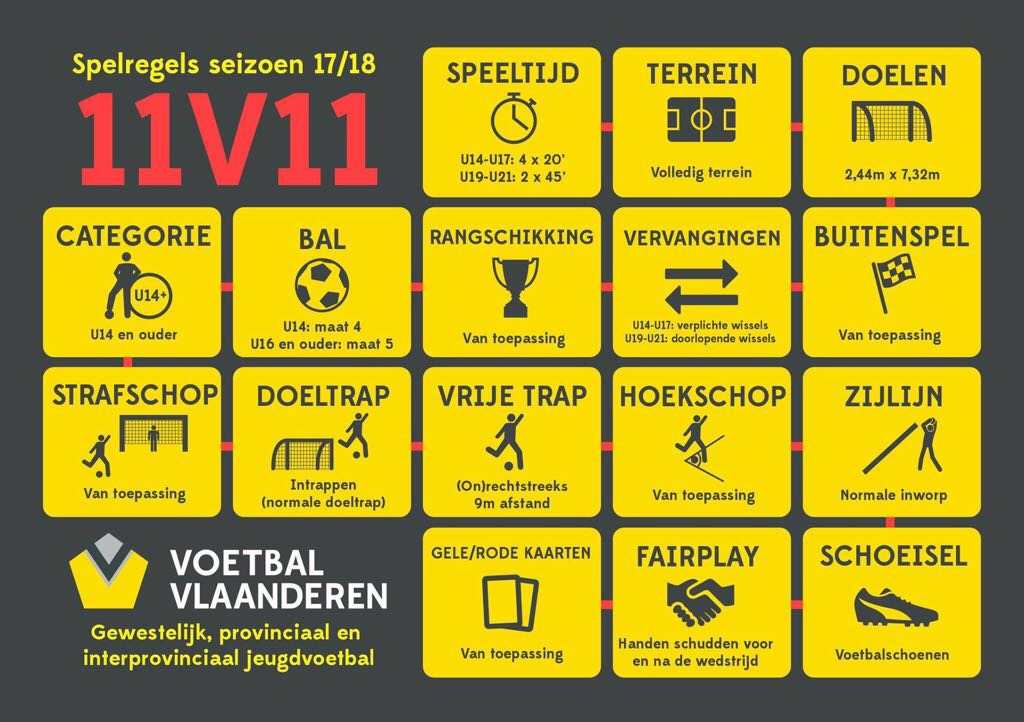 Spelregels seizoen 17/18
11V11
SPEELTIJD
U14-U17: 4 x 20'
U19-U21: 2 x 45'
TERREIN
Volledig terrein
DOELEN
2,44m x 7,32m
CATEGORIE
U14+
U14 en ouder
BAL
U14: maat 4
U16 en ouder: maat 5
RANGSCHIKKING
Van toepassing
VERVANGINGEN
U14-U17: verplichte wissels
U19-U21: doorlopende wissels
BUITENSPEL
Van toepassing
STRAFSCHOP
Van toepassing
DOELTRAP
Intrappen
(normale doeltrap)
VRIJE TRAP
(On)rechtstreeks
9m afstand
HOEKSCHOP
Van toepassing
ZIJLIJN
Normale inworp
VOETBAL
VLAANDEREN
Gewestelijk, provinciaal en
interprovinciaal jeugdvoetbal
GELE/RODE KAARTEN
Van toepassing
FAIRPLAY
Handen schudden voor
en na de wedstrijd
SCHOEISEL
Voetbalschoenen